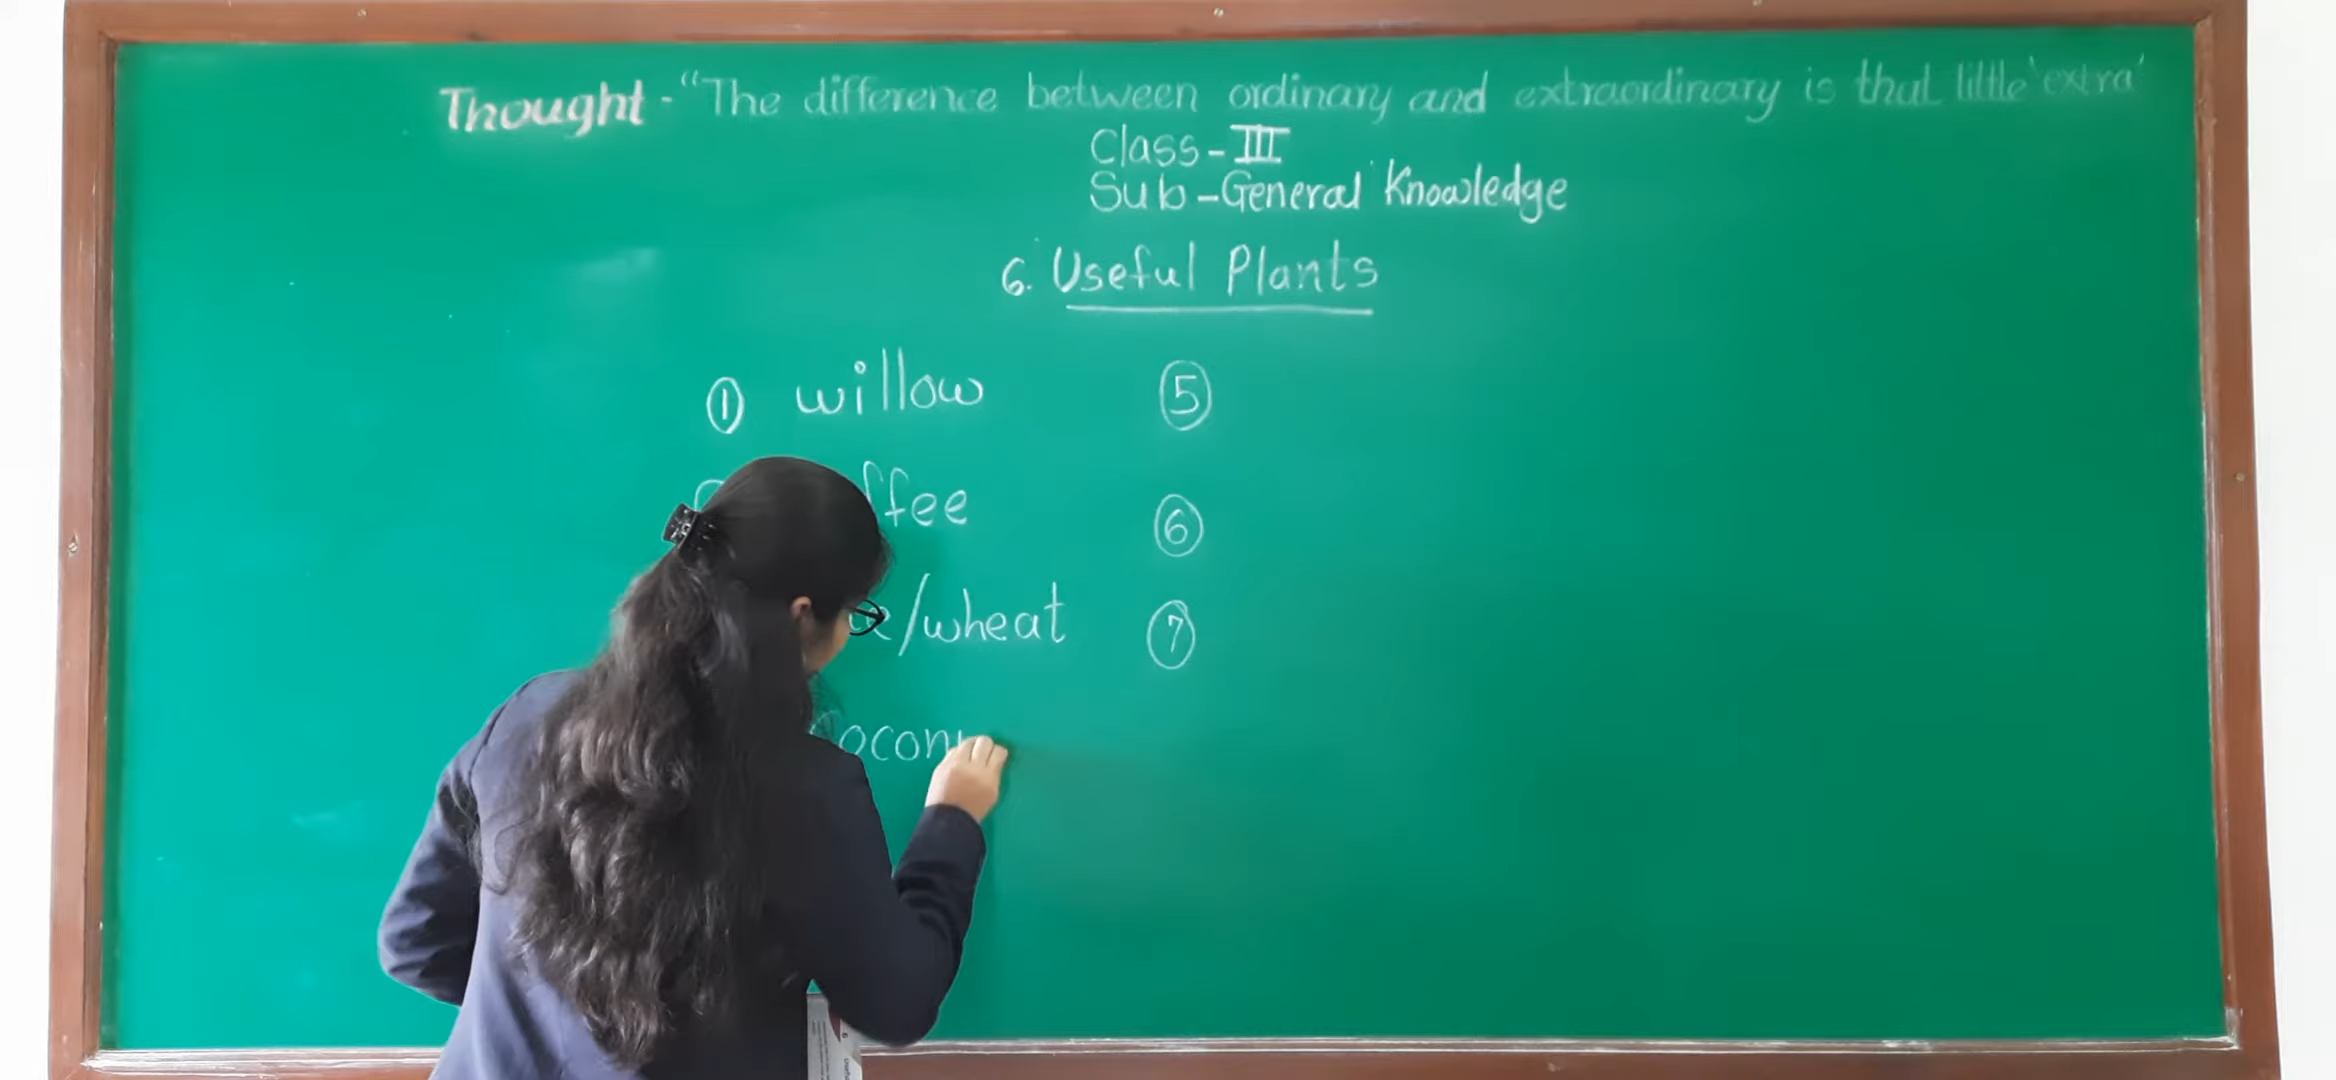 Thought - "The difference between ordinary and extraordinary is that little 'extra'
Class - III
Sub - General Knowledge
6. Useful Plants
① willow
⑤
ffee
⑥
/wheat
⑦
ocon